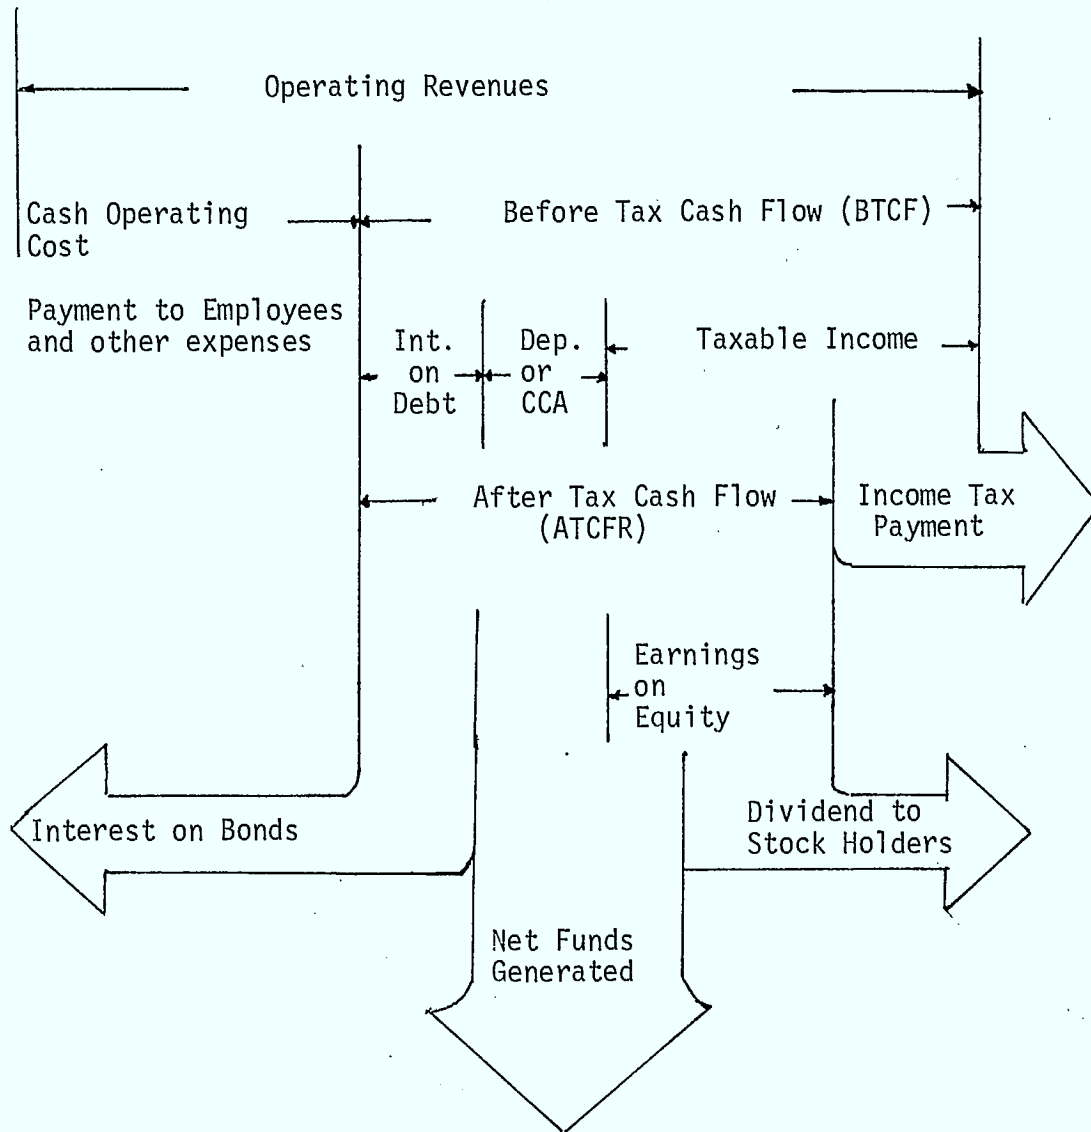 Operating Revenues
Cash Operating
Cost
Before Tax Cash Flow (BTCF)
Payment to Employees
and other expenses
Int.
on
Debt
Dep.
or
CCA
Taxable Income
After Tax Cash Flow
(ATCFR)
Income Tax
Payment
Earnings
on
Equity
Interest on Bonds
Dividend to
Stock Holders
Net Funds
Generated